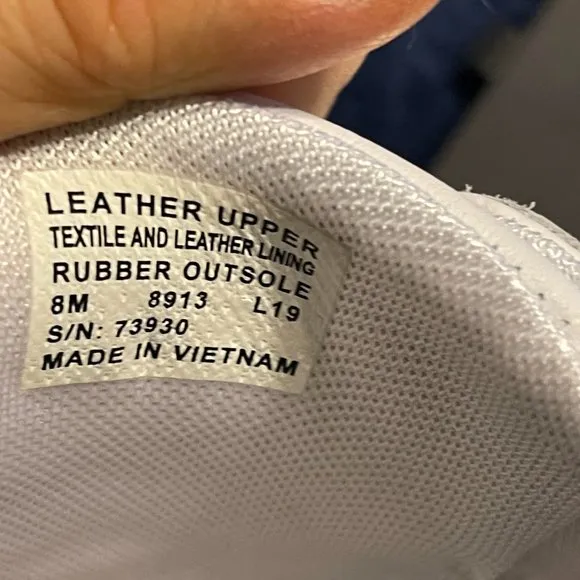 LEATHER UPPER
TEXTILE AND LEATHER LINING
RUBBER OUTSOLE
8M 8913 L19
S/N: 73930
MADE IN VIETNAM